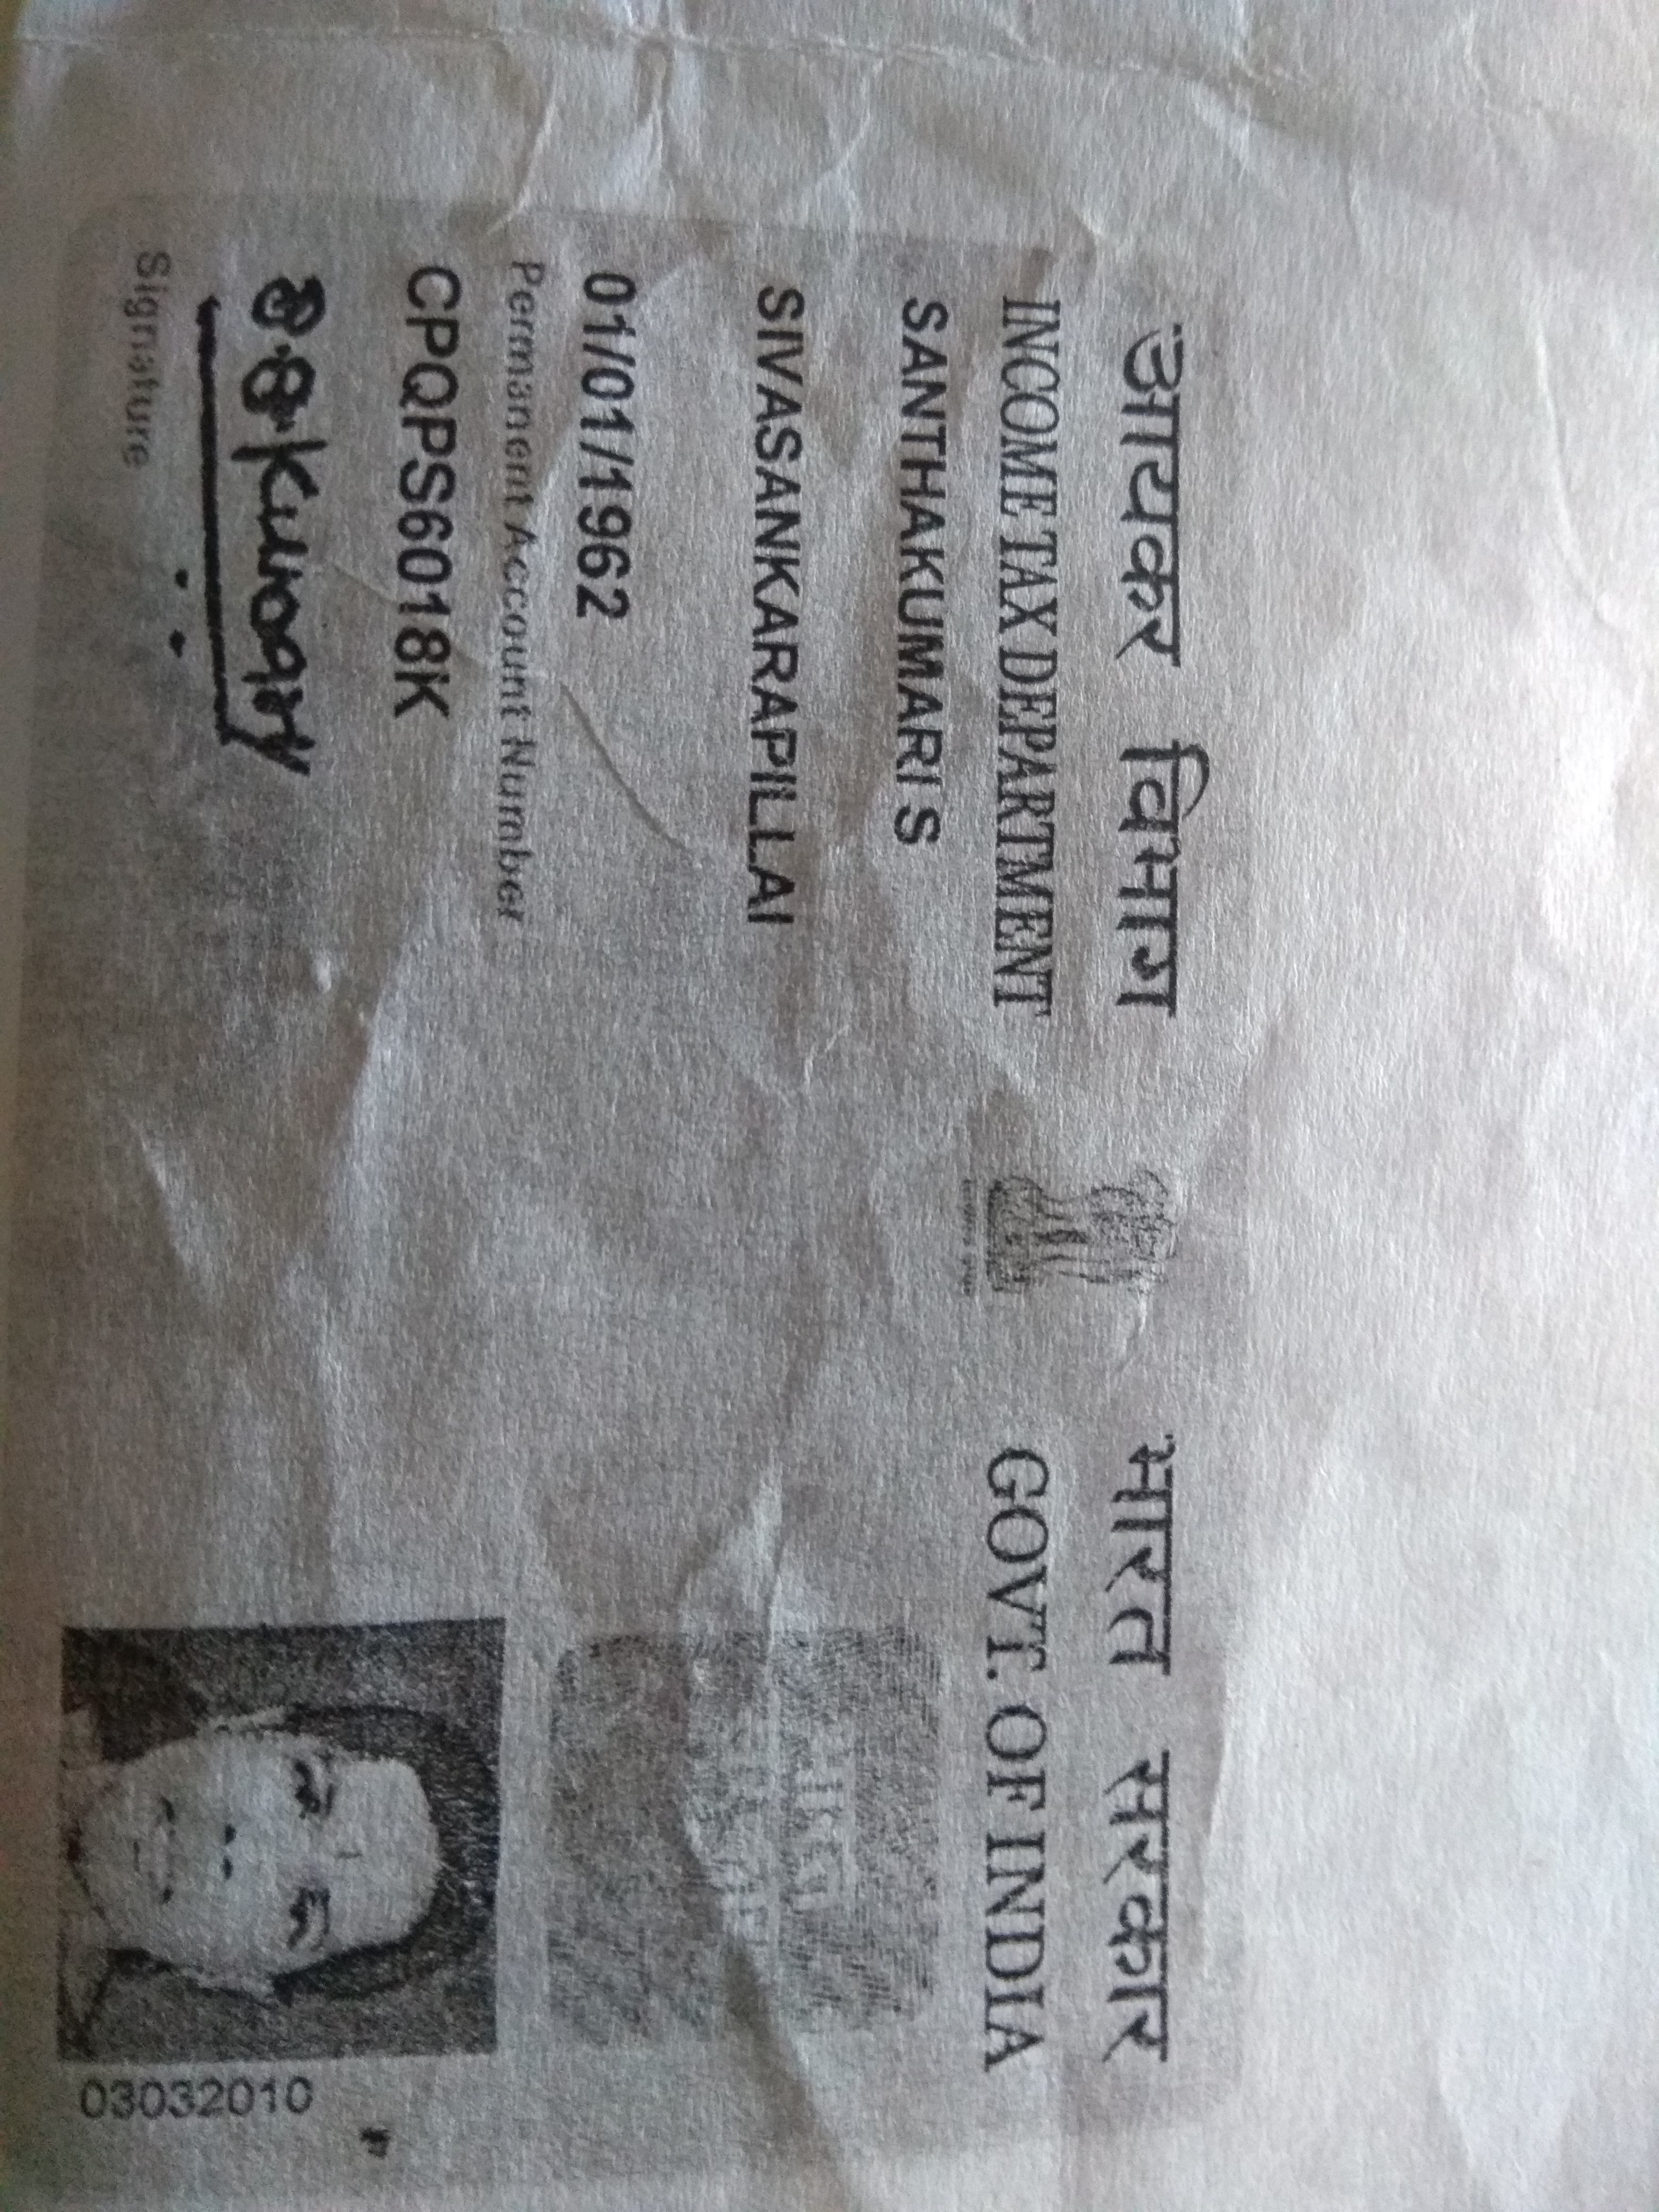 आयकर विभाग
INCOME TAX DEPARTMENT
भारत सरकार
GOVT. OF INDIA
SANTHAKUMARI S
SIVASANKARAPILLAI
01/01/1962
Permanent Account Number
CPQPS6018K
Signature
03032010